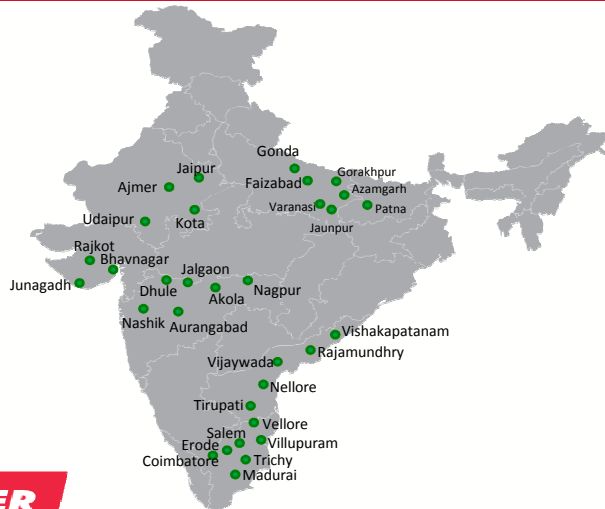 Gonda
Jaipur
Gorakhpur
Ajmer
Faizabad
Azamgarh
Varanasi
Patna
Udaipur
Kota
Jaunpur
Rajkot
Bhavnagar
Junagadh
Jalgaon
Dhule
Nagpur
Akola
Nashik
Aurangabad
Vishakapatanam
Rajamundhry
Vijaywada
Nellore
Tirupati
Vellore
Salem
Villupuram
Erode
Coimbatore
Trichy
Madurai